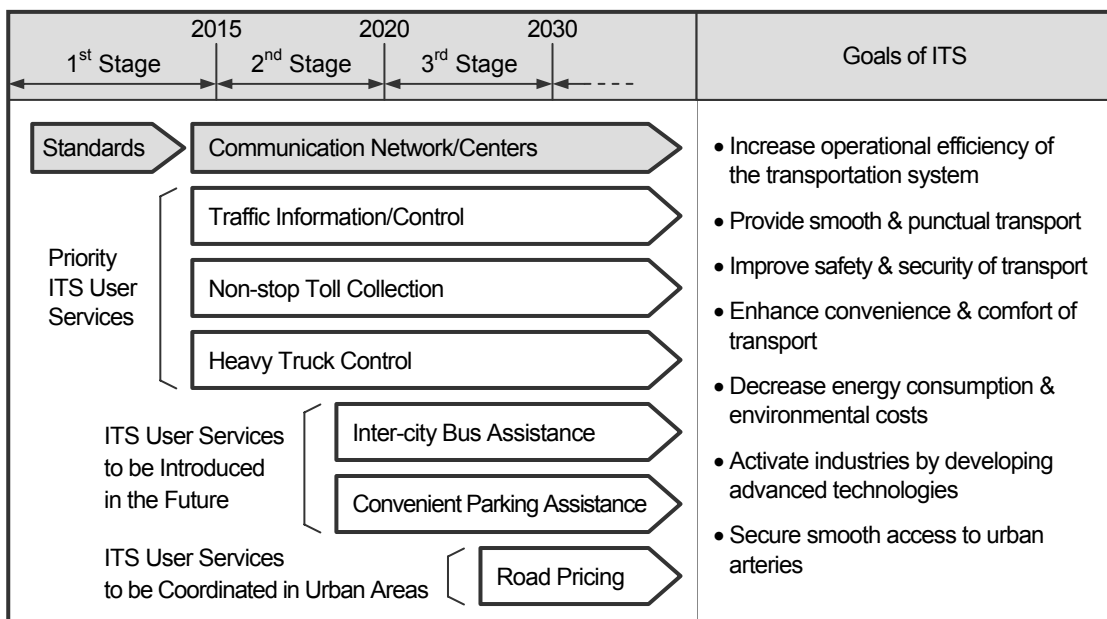 2015 2020 2030
1st Stage 2nd Stage 3rd Stage
Goals of ITS
Standards
Communication Network/Centers
Priority
ITS User
Services
Traffic Information/Control
Non-stop Toll Collection
Heavy Truck Control
ITS User Services
to be Introduced
in the Future
Inter-city Bus Assistance
Convenient Parking Assistance
ITS User Services
to be Coordinated in Urban Areas
Road Pricing
• Increase operational efficiency of
the transportation system
• Provide smooth & punctual transport
• Improve safety & security of transport
• Enhance convenience & comfort of
transport
• Decrease energy consumption &
environmental costs
• Activate industries by developing
advanced technologies
• Secure smooth access to urban
arteries